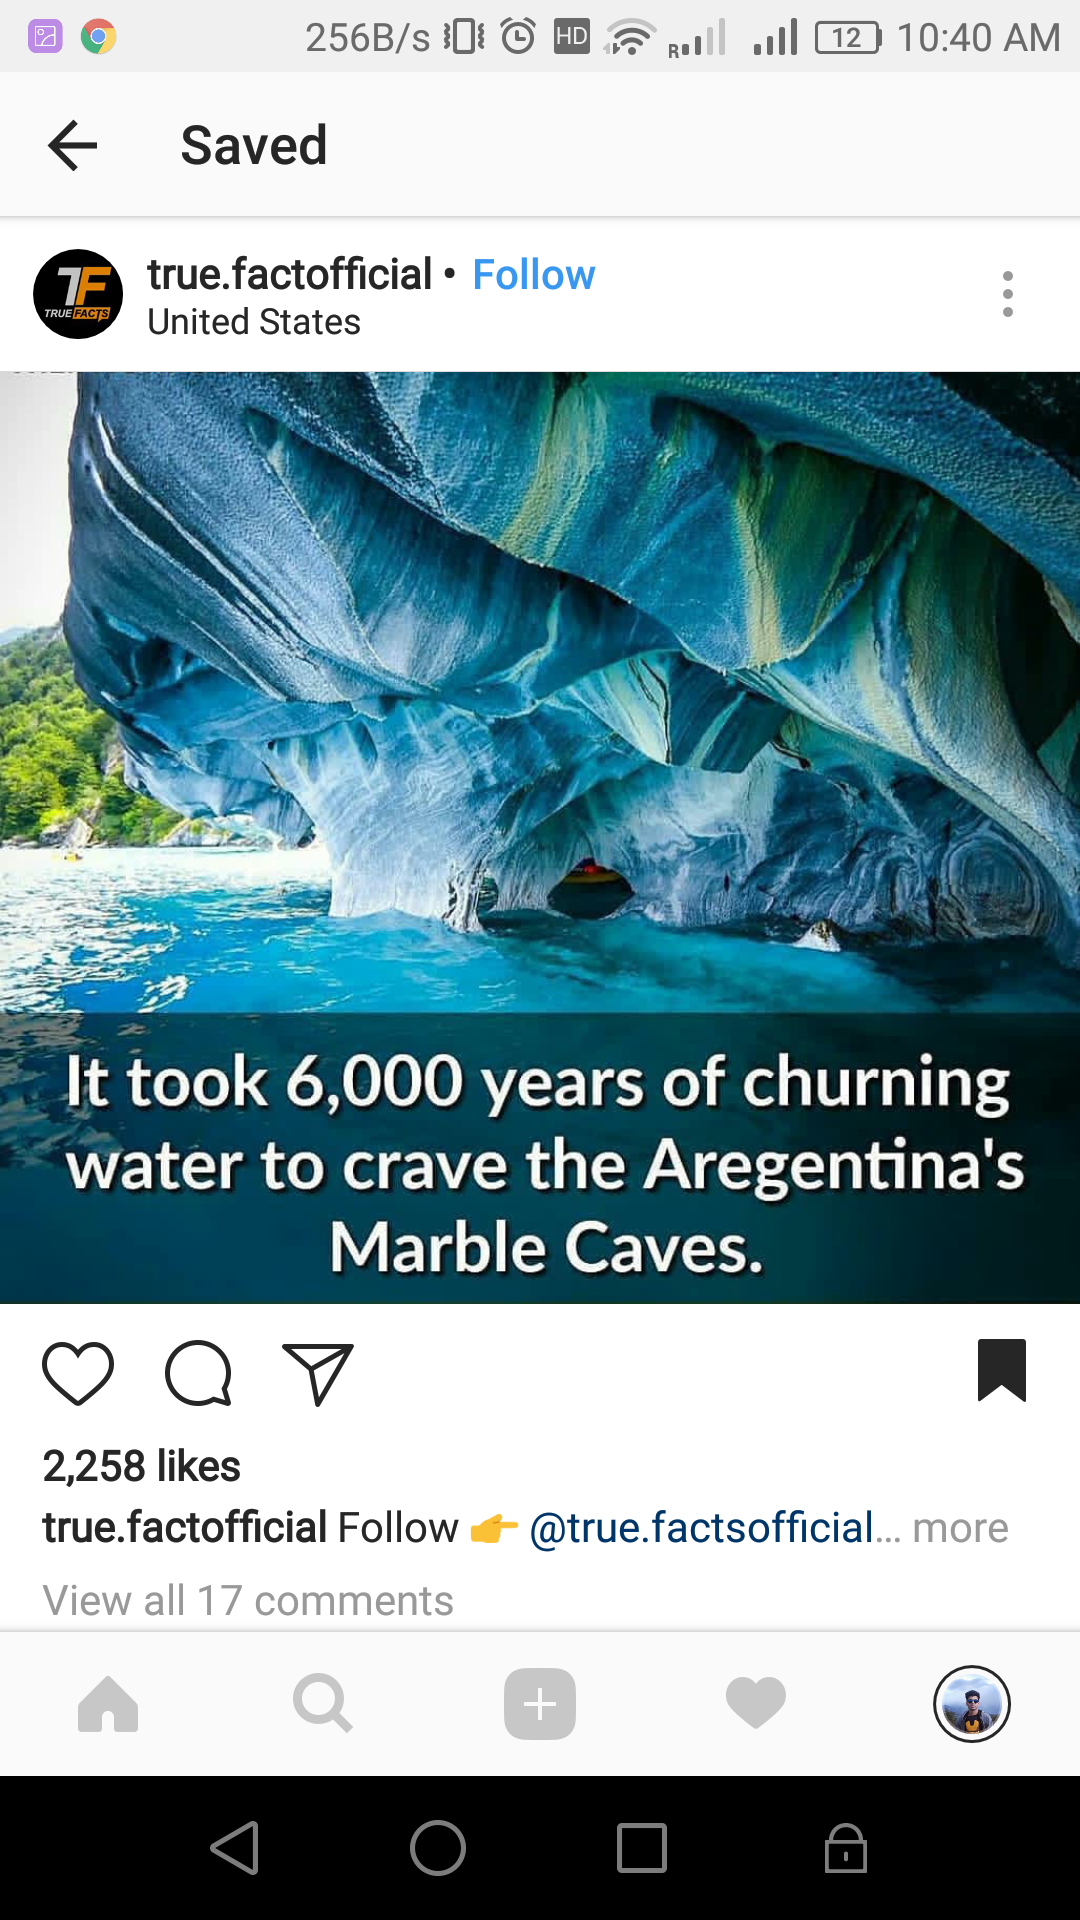 256B/s HD R 12 10:40 AM
Saved
true.factofficial • Follow
TRUE FACTS
United States
It took 6,000 years of churning
water to crave the Aregentina's
Marble Caves.
2,258 likes
true.factofficial Follow 👉 @true.factsofficial... more
View all 17 comments